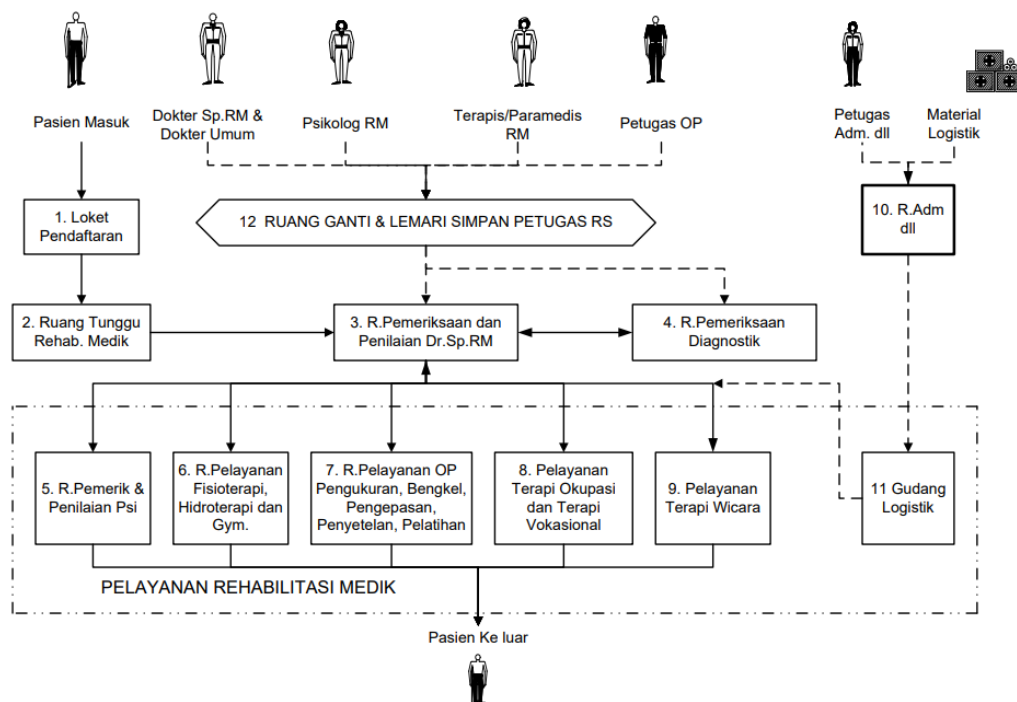 Pasien Masuk
Dokter Sp.RM &
Dokter Umum
Psikolog RM
Terapis/Paramedis
RM
Petugas OP
Petugas
Adm. dll
Material
Logistik
1. Loket
Pendaftaran
12 RUANG GANTI & LEMARI SIMPAN PETUGAS RS
10. R.Adm
dll
2. Ruang Tunggu
Rehab. Medik
3. R.Pemeriksaan dan
Penilaian Dr.Sp.RM
4. R.Pemeriksaan
Diagnostik
5. R.Pemerik &
Penilaian Psi
6. R.Pelayanan
Fisioterapi,
Hidroterapi dan
Gym.
7. R.Pelayanan OP
Pengukuran, Bengkel,
Pengepasan,
Penyetelan, Pelatihan
8. Pelayanan
Terapi Okupasi
dan Terapi
Vokasional
9. Pelayanan
Terapi Wicara
11 Gudang
Logistik
PELAYANAN REHABILITASI MEDIK
Pasien Ke luar